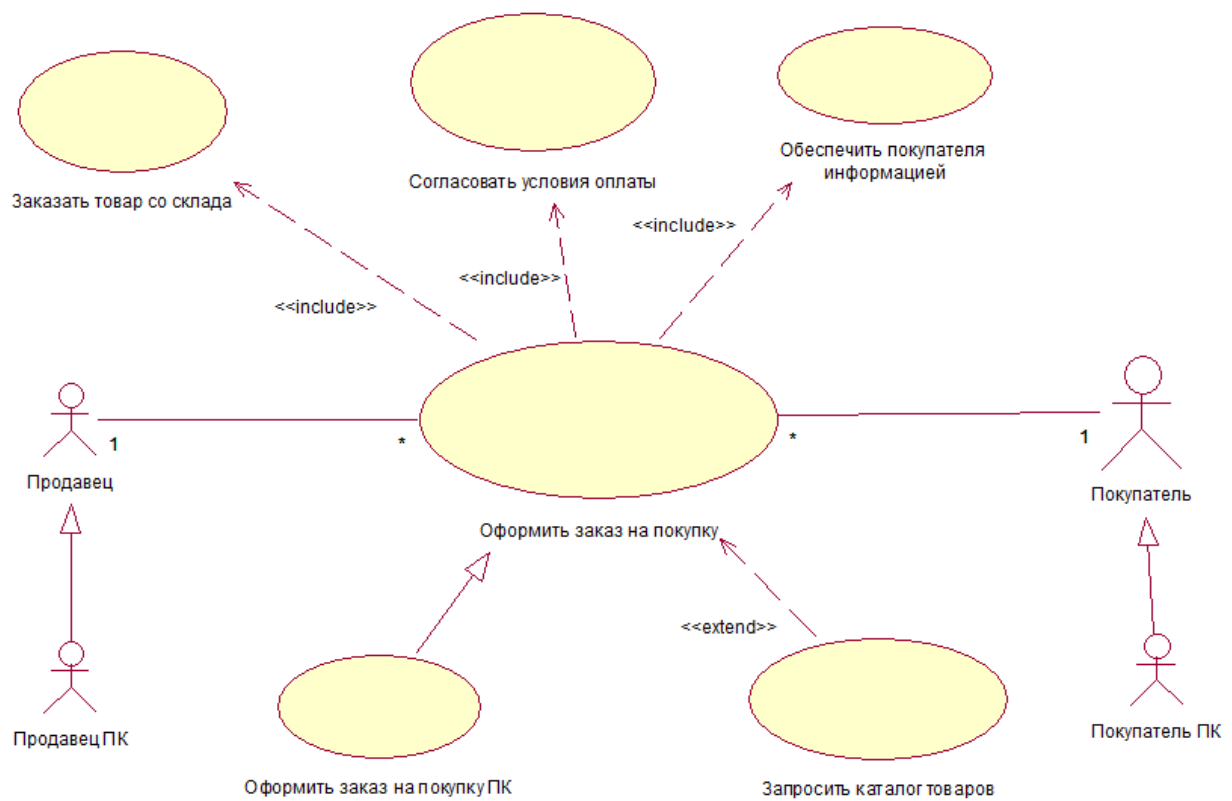 Заказать товар со склада
Согласовать условия оплаты
Обеспечить покупателя
информацией
<<include>>
<<include>>
<<include>>
1
*
*
1
Продавец
Оформить заказ на покупку
Покупатель
<<extend>>
Продавец ПК
Оформить заказ на покупку ПК
Запросить каталог товаров
Покупатель ПК